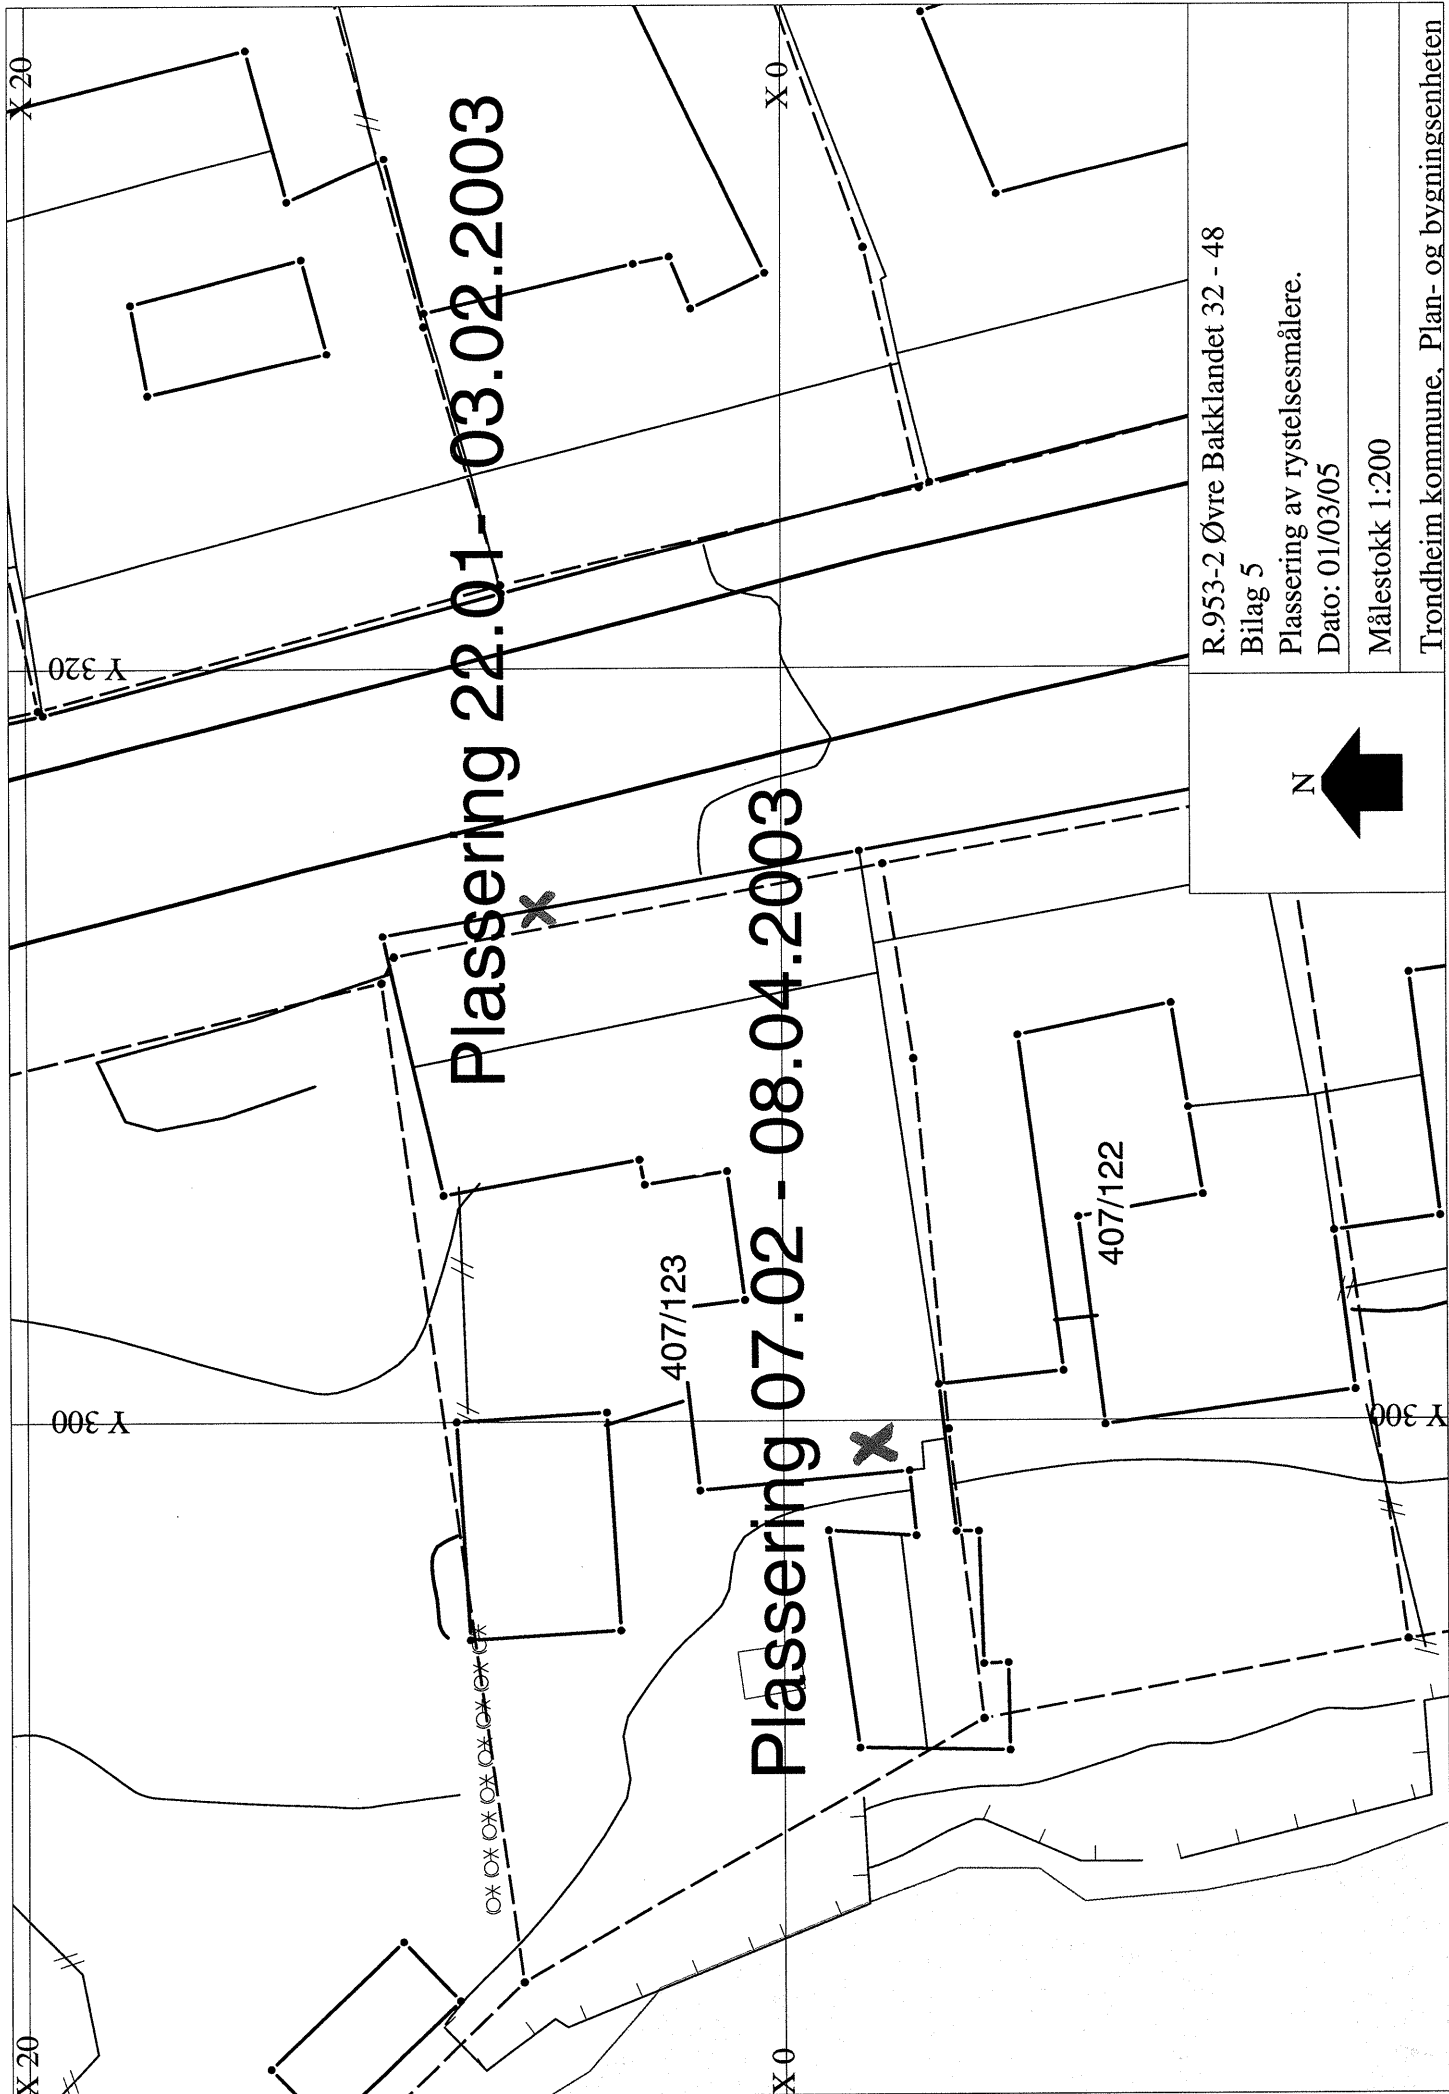 X 20
X 20
Y 320
Y 300
Plassering 22.01 - 03.02.2003
407/123
Plassering 07.02 - 08.04.2003
X 0
X 0
407/122
Y 300
N
R.953-2 Øvre Bakklandet 32 - 48
Bilag 5
Plassering av rystelsesmålere.
Dato: 01/03/05
Målestokk 1:200
Trondheim kommune, Plan- og bygningsenheten